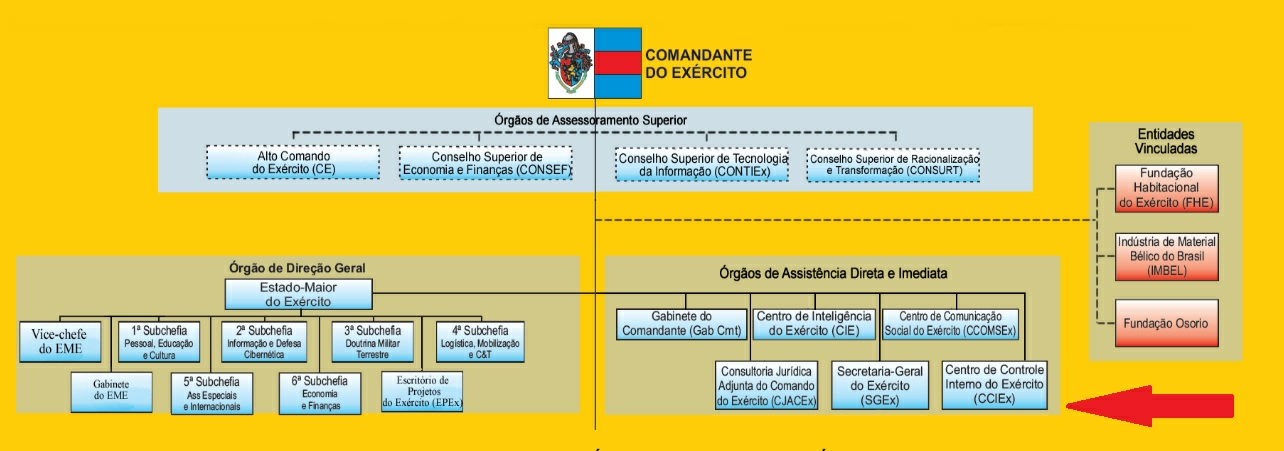 COMANDANTE
DO EXÉRCITO
Órgãos de Assessoramento Superior
Alto Comando
do Exército (CE)
Conselho Superior de
Economia e Finanças (CONSEF)
Conselho Superior de Tecnologia
da Informação (CONTIEx)
Conselho Superior de Racionalização
e Transformação (CONSURT)
Entidades
Vinculadas
Fundação
Habitacional
do Exército (FHE)
Indústria de Material
Bélico do Brasil
(IMBEL)
Fundação Osorio
Órgão de Direção Geral
Estado-Maior
do Exército
Vice-chefe
do EME
1ª Subchefia
Pessoal, Educação
e Cultura
2ª Subchefia
Informação e Defesa
Cibernética
3ª Subchefia
Doutrina Militar
Terrestre
4ª Subchefia
Logística, Mobilização
e C&T
Gabinete
do EME
5ª Subchefia
Ass Especiais
e Internacionais
6ª Subchefia
Economia
e Finanças
Escritório de
Projetos
do Exército (EPEx)
Órgãos de Assistência Direta e Imediata
Gabinete do
Comandante (Gab Cmt)
Centro de Inteligência
do Exército (CIE)
Centro de Comunicação
Social do Exército (CCOMSEx)
Consultoria Jurídica
Adjunta do Comando
do Exército (CJACEx)
Secretaria-Geral
do Exército
(SGEx)
Centro de Controle
Interno do Exército
(CCIEx)